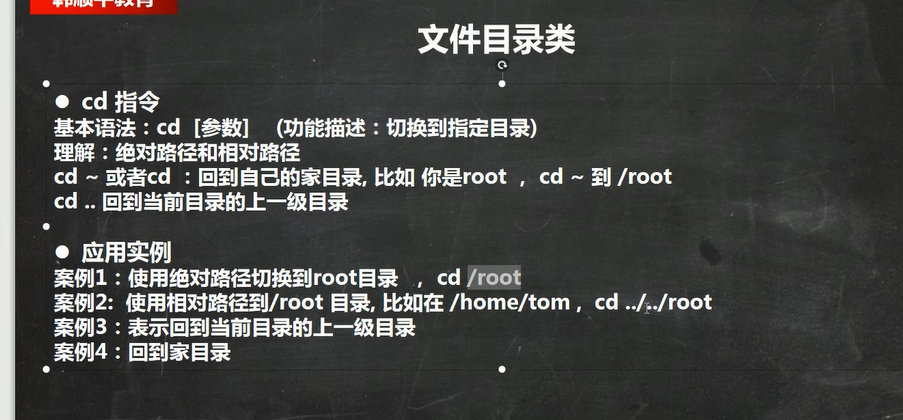 韩顺平教育
文件目录类
● cd 指令
基本语法：cd [参数] (功能描述：切换到指定目录)
理解：绝对路径和相对路径
cd ~ 或者cd ：回到自己的家目录, 比如 你是root ， cd ~ 到 /root
cd .. 回到当前目录的上一级目录
● 应用实例
案例1：使用绝对路径切换到root目录 ， cd /root
案例2: 使用相对路径到/root 目录, 比如在 /home/tom ， cd ../../root
案例3：表示回到当前目录的上一级目录
案例4：回到家目录